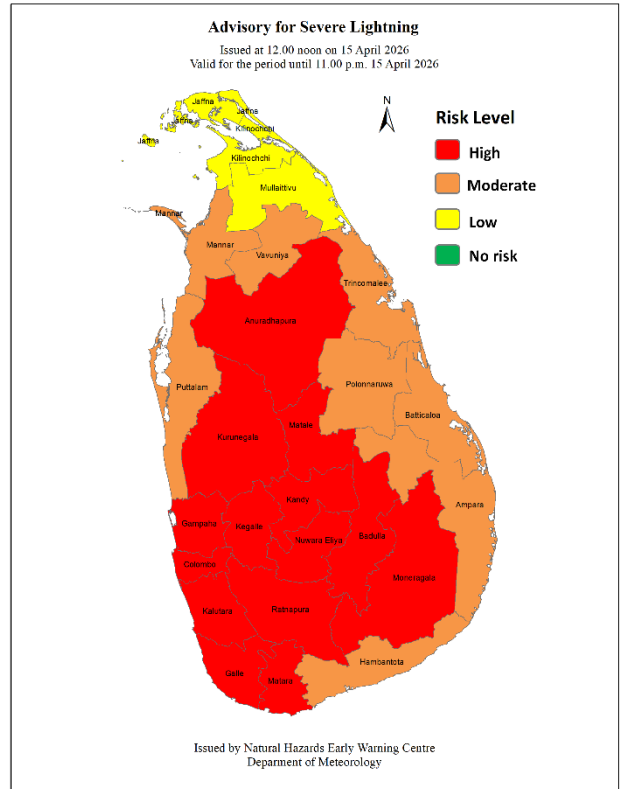 Advisory for Severe Lightning
Issued at 12.00 noon on 15 April 2026
Valid for the period until 11.00 p.m. 15 April 2026
N
Risk Level
High
Moderate
Low
No risk
Jaffna
Jaffna
Jaffna
Kilinochchi
Jaffna
Kilinochchi
Mullaittivu
Mannar
Mannar
Vavuniya
Trincomalee
Anuradhapura
Puttalam
Polonnaruwa
Batticaloa
Kurunegala
Matale
Kandy
Ampara
Gampaha
Kegalle
Nuwara Eliya
Badulla
Colombo
Moneragala
Kalutara
Ratnapura
Hambantota
Galle
Matara
Issued by Natural Hazards Early Warning Centre
Deparment of Meteorology